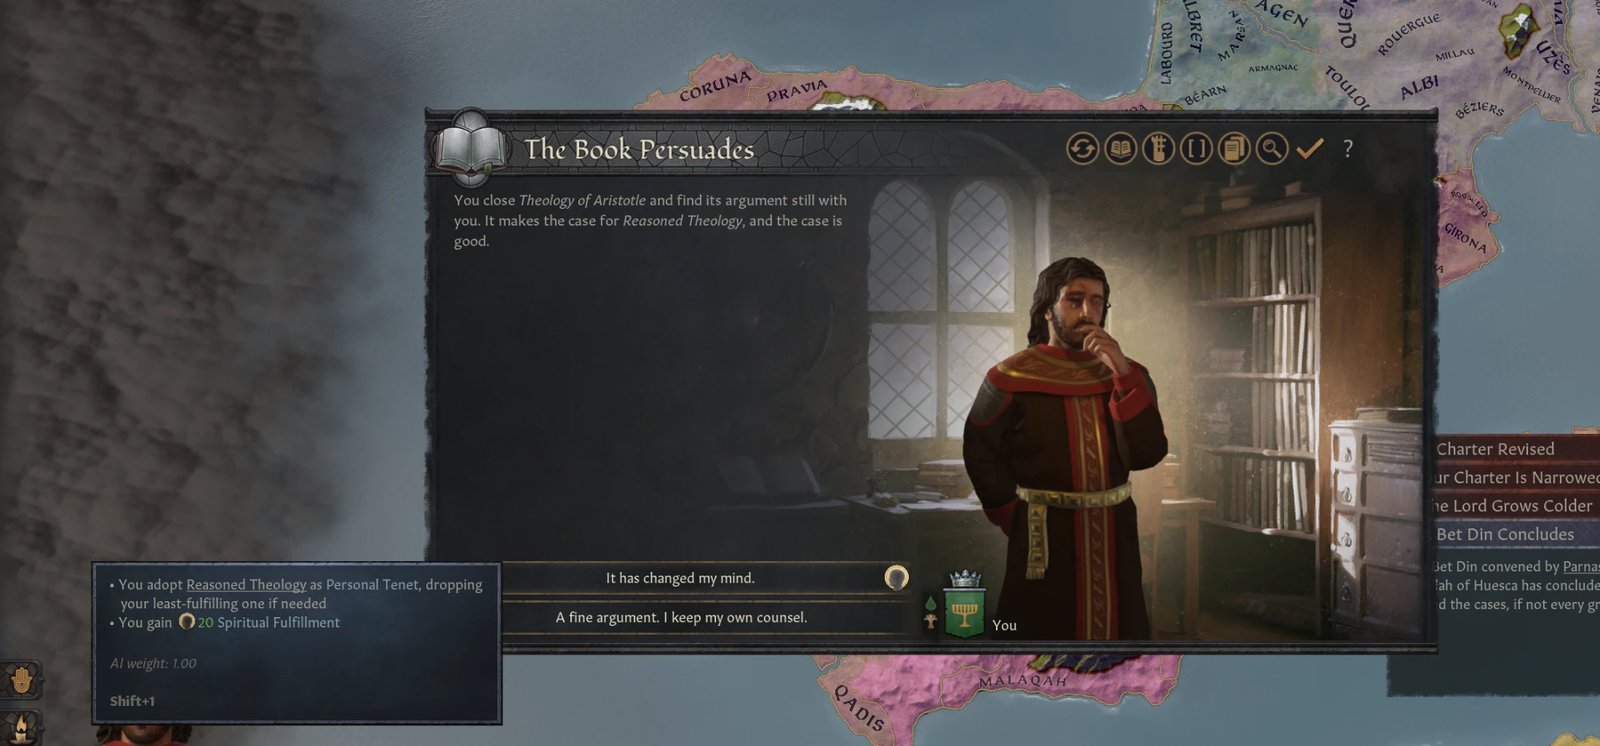 AGEN
ALBRET
MARSAN
ROUERGUE
LABOURD
MILLAU
UZÈS
ARMAGNAC
CORUÑA
PRAVIA
BÉARN
ALBI
MONTPELLIER
BÉZIERS
The Book Persuades
?
You close Theology of Aristotle and find its argument still with
you. It makes the case for Reasoned Theology, and the case is
good.
GIRONA
Charter Revised
ur Charter Is Narrowed
he Lord Grows Colder
Bet Din Concludes
Bet Din convened by Parnas
ah of Huesca has conclude
d the cases, if not every gr
It has changed my mind.
A fine argument. I keep my own counsel.
You
• You adopt Reasoned Theology as Personal Tenet, dropping
your least-fulfilling one if needed
• You gain 20 Spiritual Fulfillment
AI weight: 1.00
Shift+1
MALAQAH
QADIS